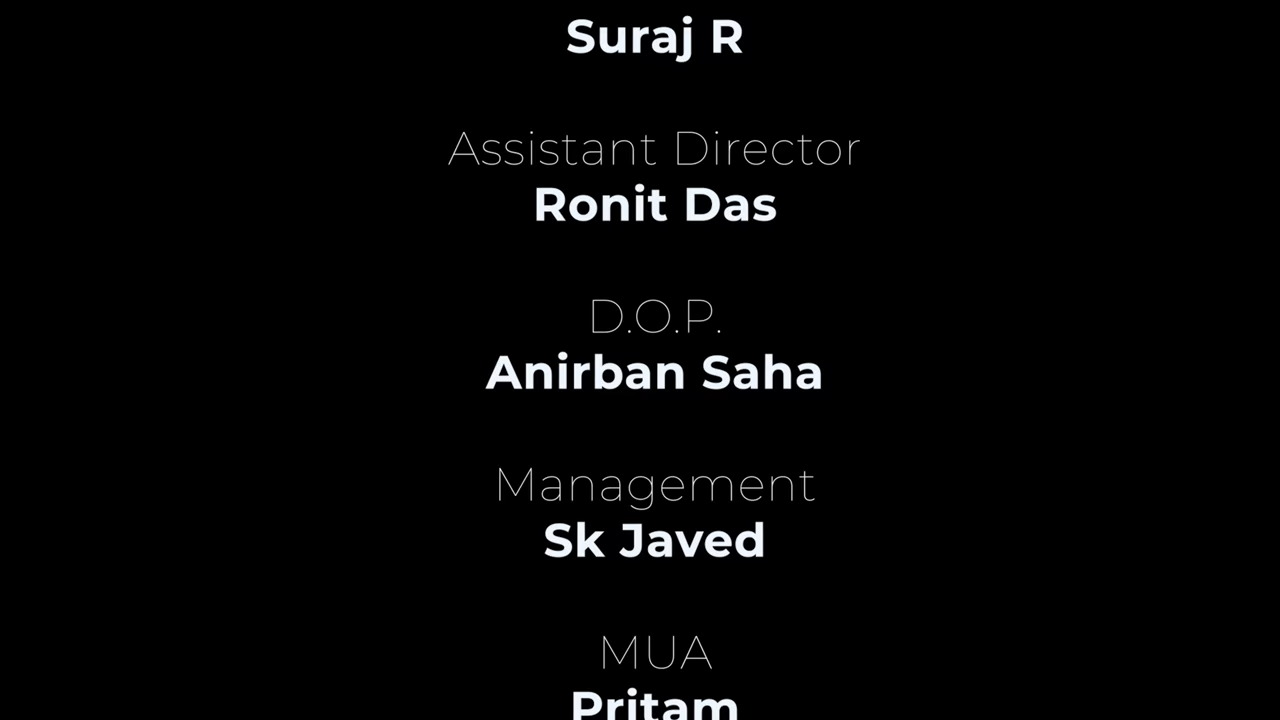 Suraj R
Assistant Director
Ronit Das
D.O.P.
Anirban Saha
Management
Sk Javed
MUA
Pritam